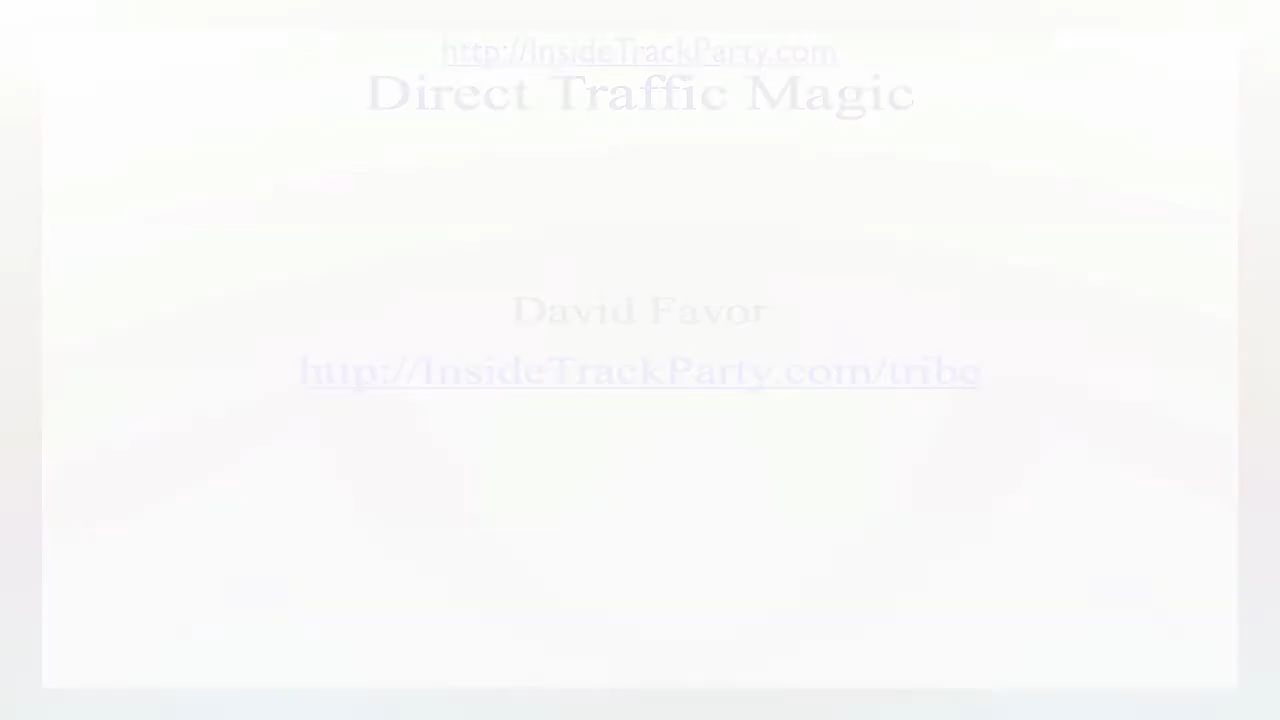 http://InsideTrackParty.com
Direct Traffic Magic
David Favor
http://InsideTrackParty.com/tribe